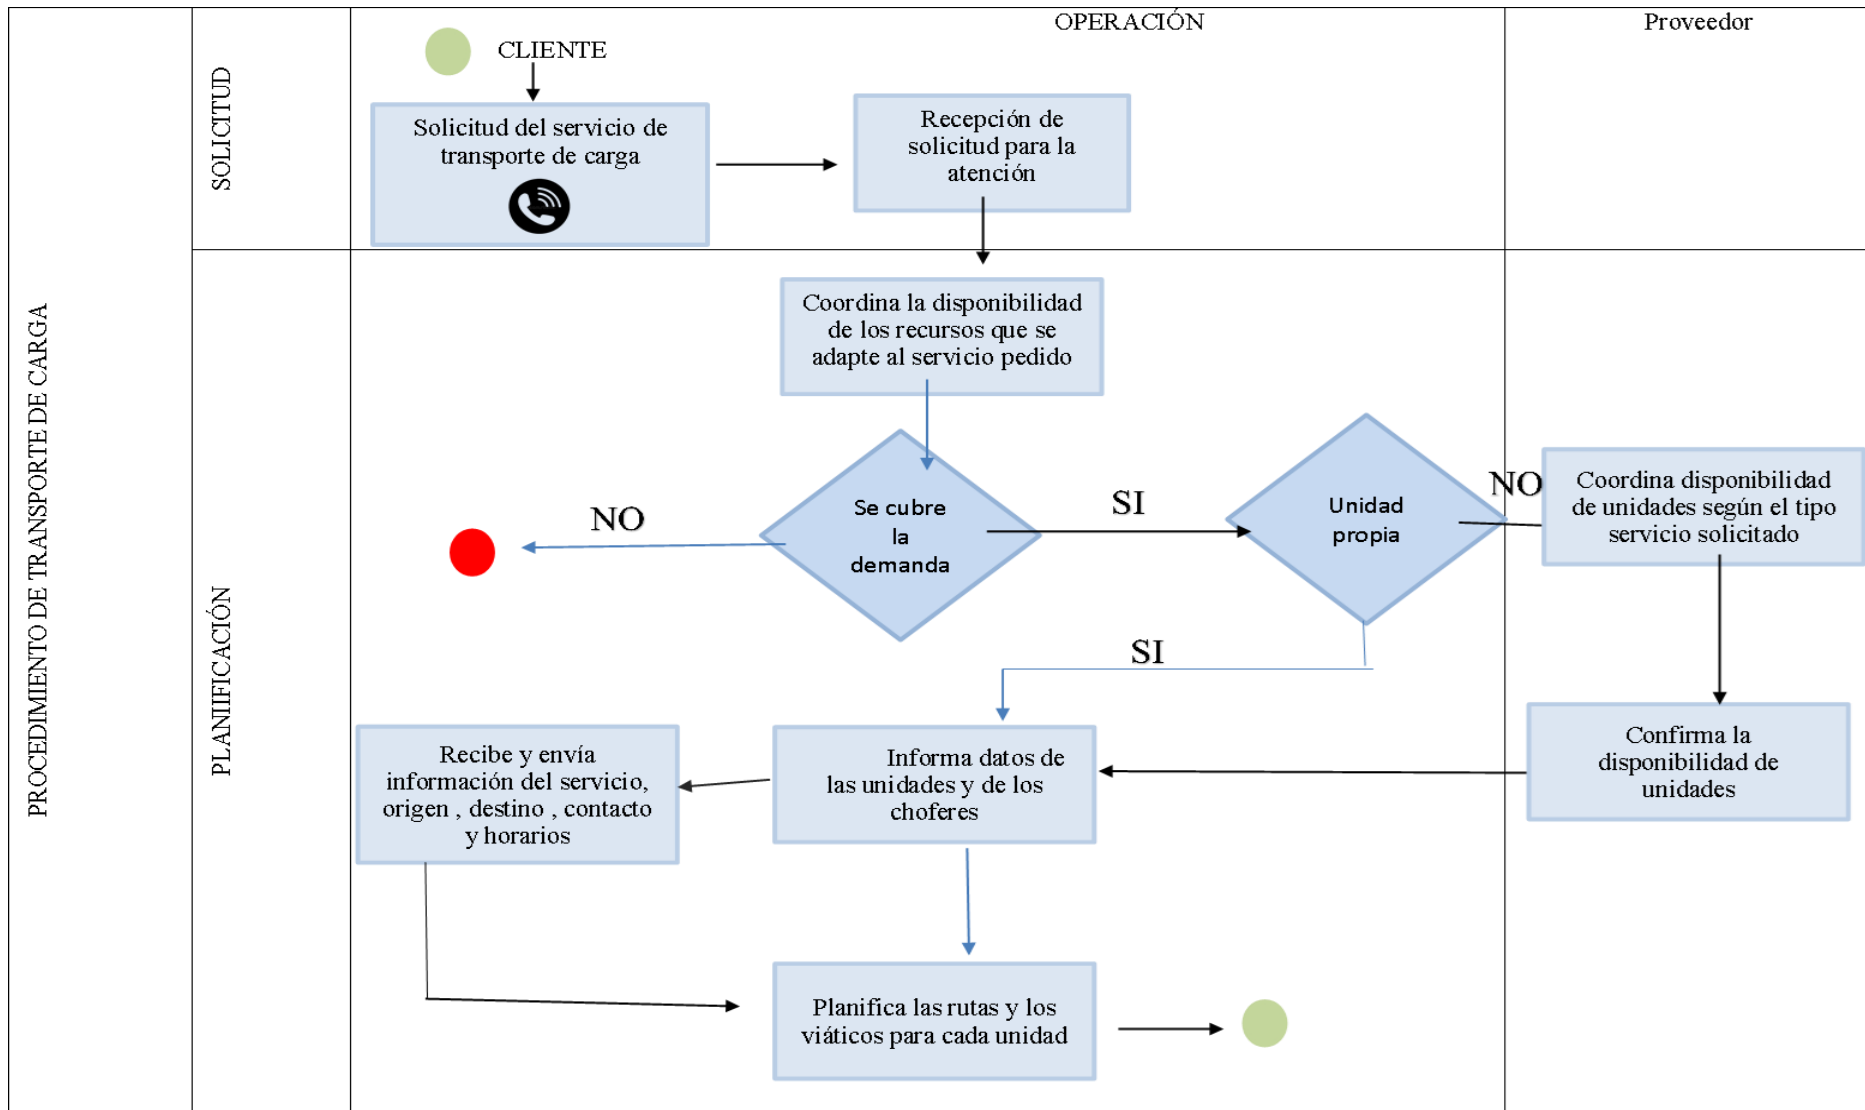 OPERACIÓN
Proveedor
PROCEDIMIENTO DE TRANSPORTE DE CARGA
SOLICITUD
CLIENTE
Solicitud del servicio de
transporte de carga
Recepción de
solicitud para la
atención
PLANIIFICACIÓN
Coordina la disponibilidad
de los recursos que se
adapte al servicio pedido
Se cubre
la
demanda
NO
SI
Unidad
propia
NO
Coordina disponibilidad
de unidades según el tipo
servicio solicitado
SI
Recibe y envía
información del servicio,
origen , destino , contacto
y horarios
Informa datos de
las unidades y de los
choferes
Confirma la
disponibilidad de
unidades
Planifica las rutas y los
viáticos para cada unidad